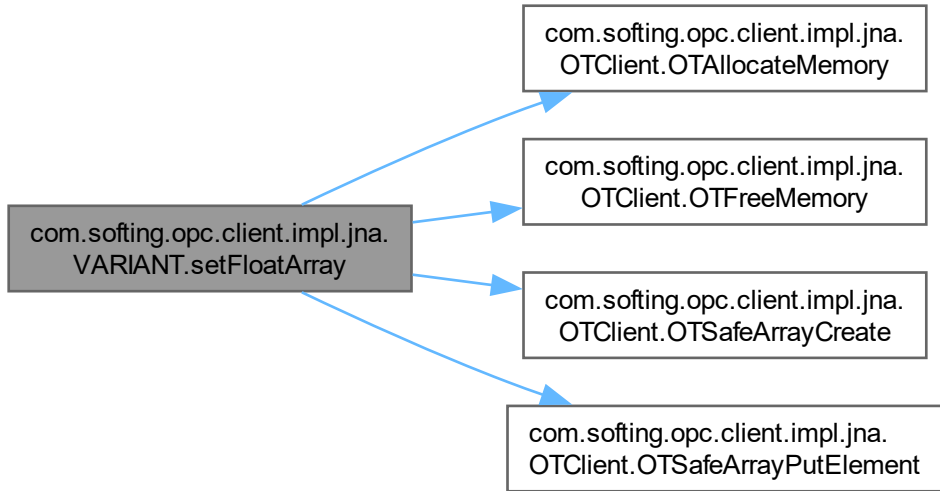 com.softing.opc.client.impl.jna.
OTClient.OTAllocateMemory
com.softing.opc.client.impl.jna.
OTClient.OTFreeMemory
com.softing.opc.client.impl.jna.
VARIANT.setFloatArray
com.softing.opc.client.impl.jna.
OTClient.OTSafeArrayCreate
com.softing.opc.client.impl.jna.
OTClient.OTSafeArrayPutElement